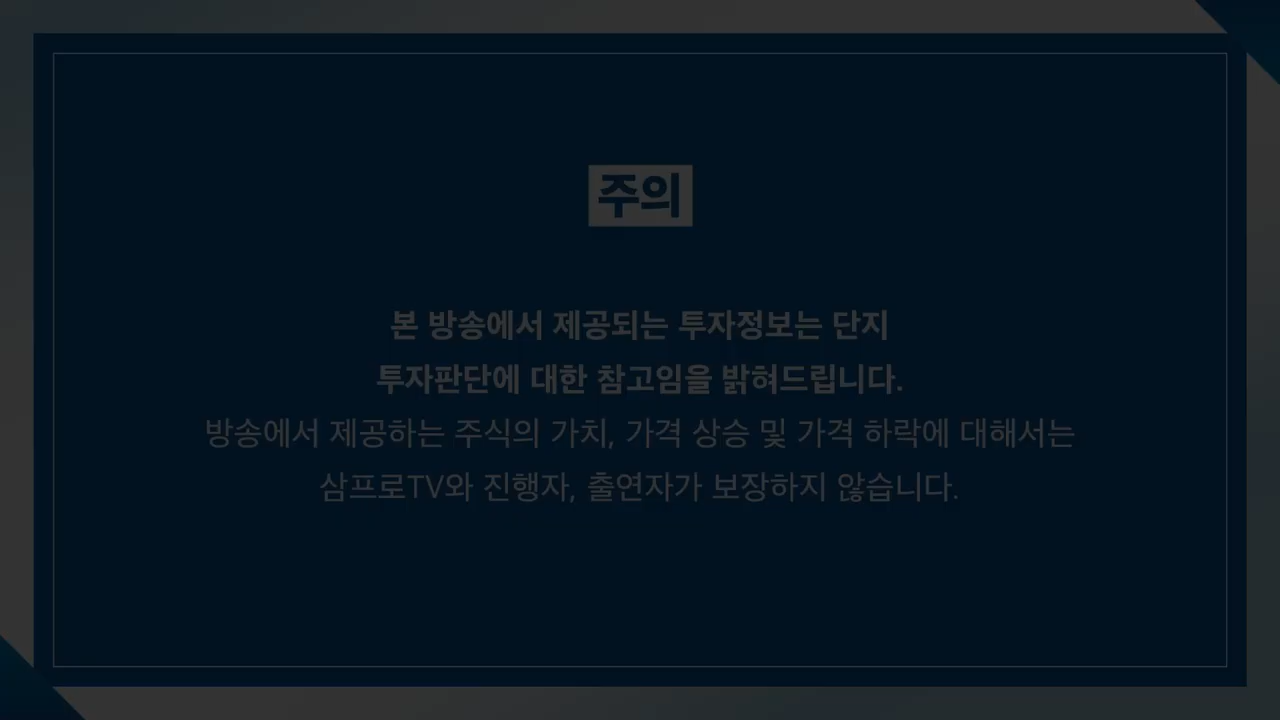 주의
본 방송에서 제공되는 투자정보는 단지
투자판단에 대한 참고임을 밝혀드립니다.
방송에서 제공하는 주식의 가치, 가격 상승 및 가격 하락에 대해서는
삼프로TV와 진행자, 출연자가 보장하지 않습니다.